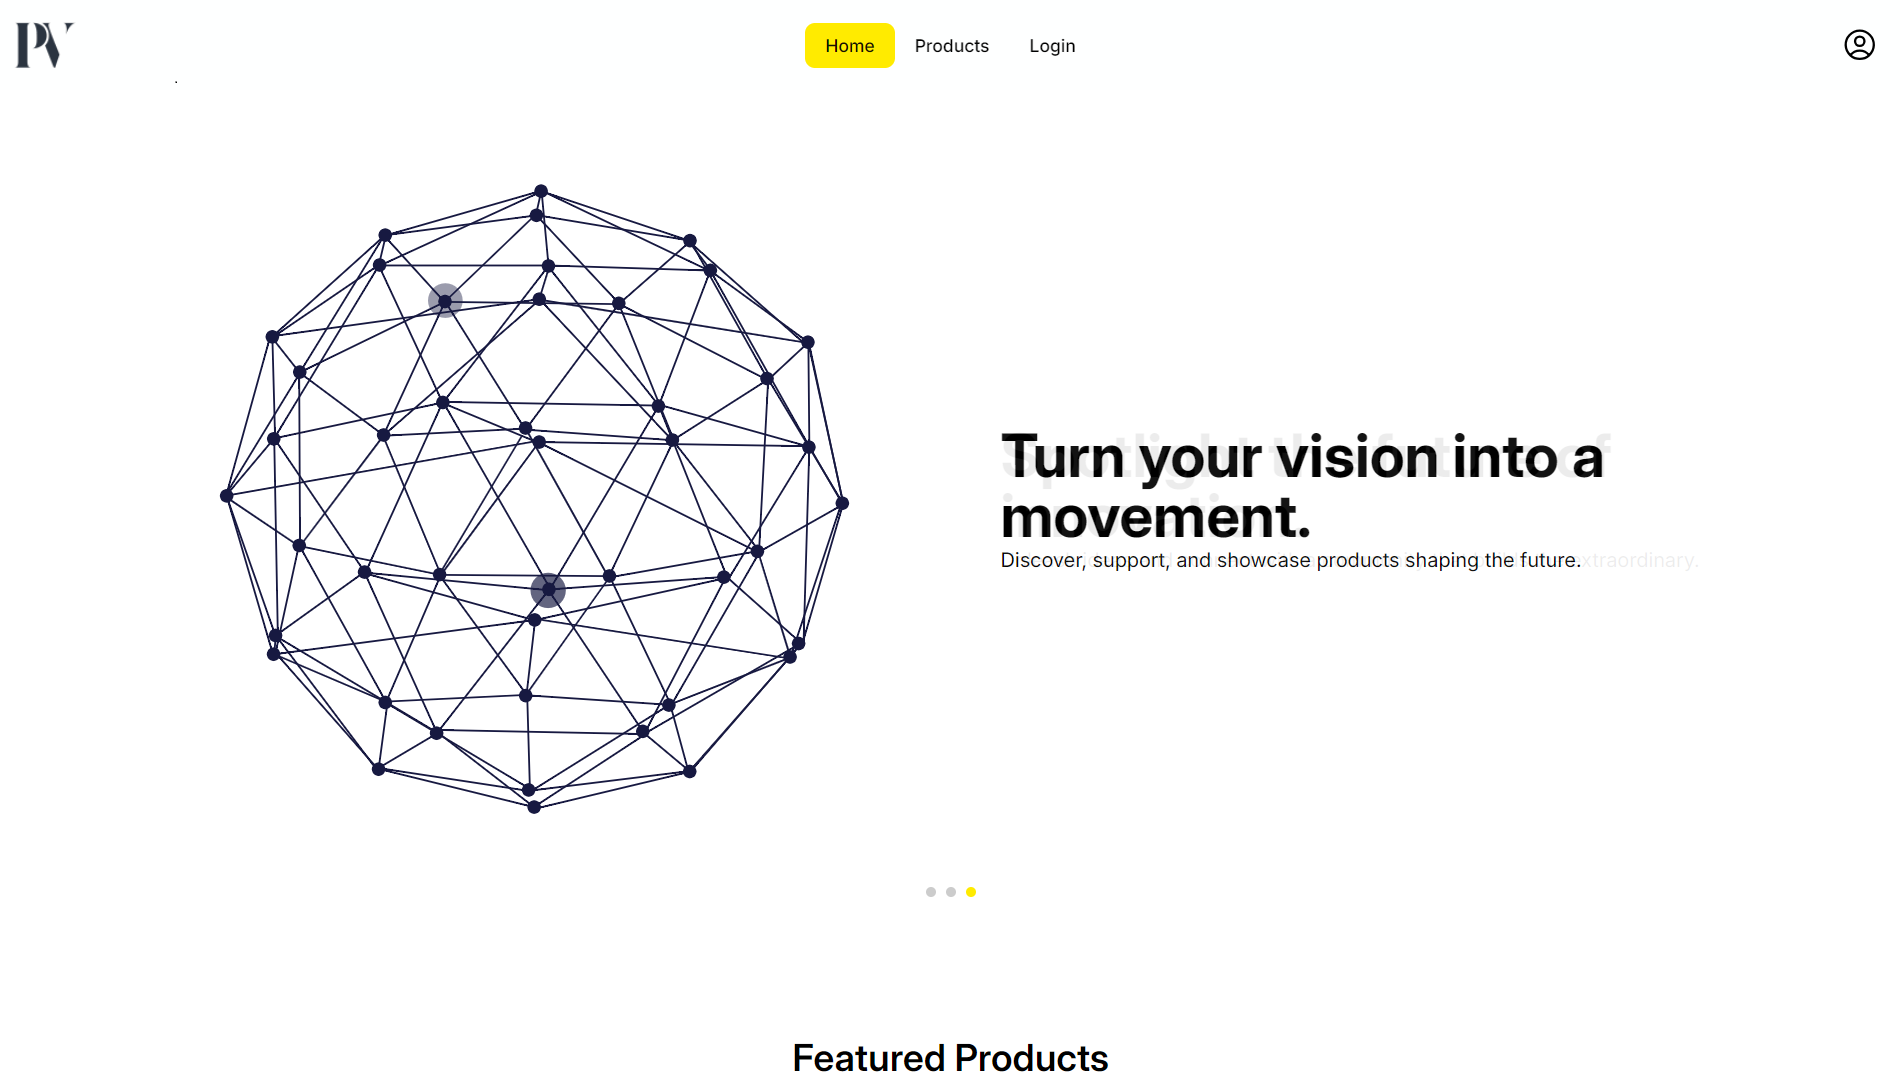 PV
Home
Products
Login
Turn your vision into a
movement.
Discover, support, and showcase products shaping the future.
Featured Products